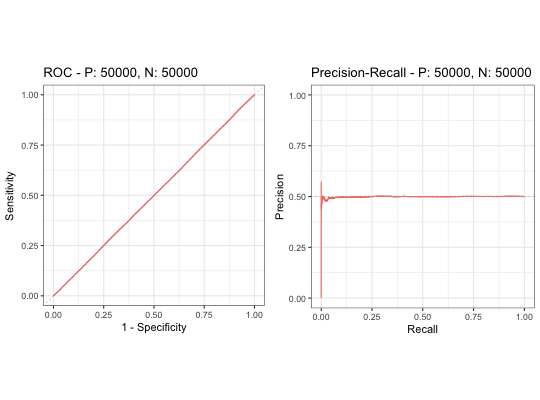 ROC - P: 50000, N: 50000
1.00
0.75
0.50
0.25
0.00
Sensitivity
0.00 0.25 0.50 0.75 1.00
1 - Specificity
Precision-Recall - P: 50000, N: 50000
1.00
0.75
0.50
0.25
0.00
Precision
0.00 0.25 0.50 0.75 1.00
Recall